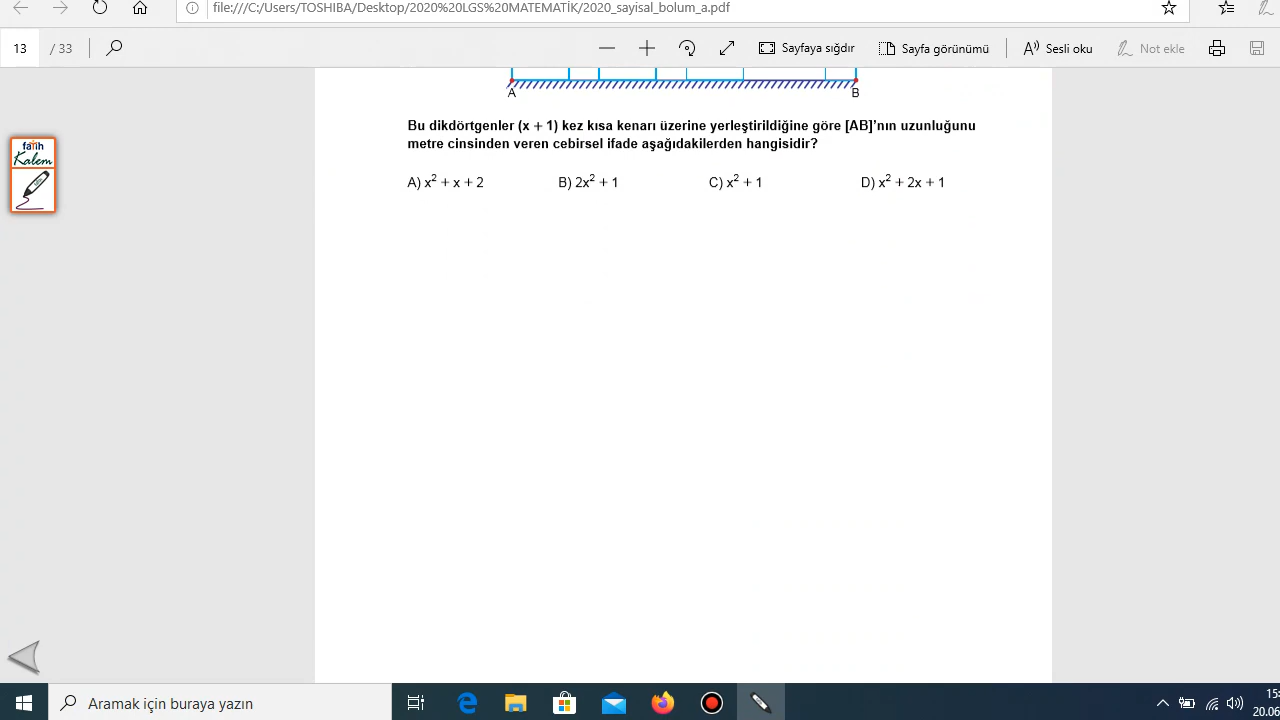 file:///C:/Users/TOSHIBA/Desktop/2020%20LGS%20MATEMATİK/2020_sayisal_bolum_a.pdf
13 / 33 Sayfaya sığdır Sayfa görünümü Sesli oku Not ekle
A B
Bu dikdörtgenler (x + 1) kez kısa kenarı üzerine yerleştirildiğine göre [AB]’nın uzunluğunu
metre cinsinden veren cebirsel ifade aşağıdakilerden hangisidir?
fatih
Kalem
A) x² + x + 2 B) 2x² + 1 C) x² + 1 D) x² + 2x + 1
Aramak için buraya yazın
15:
20.06